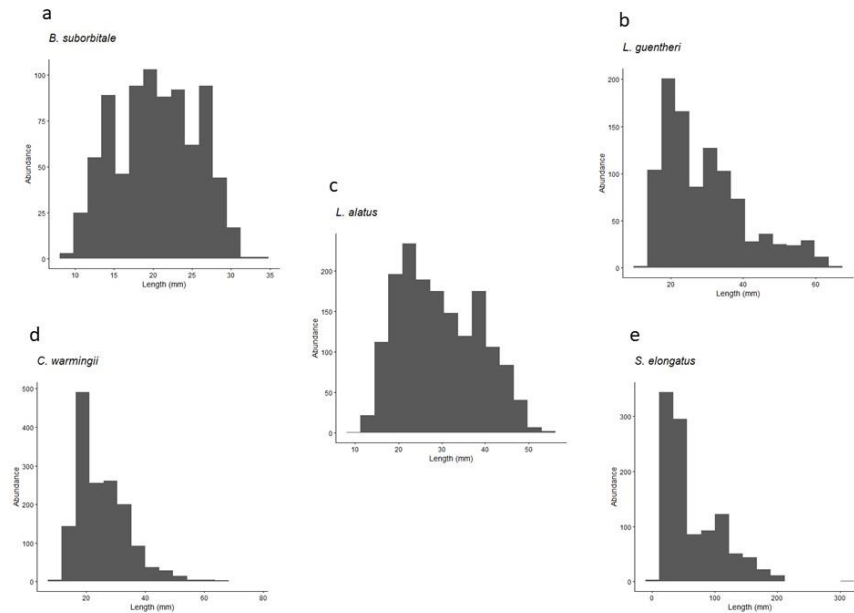 a
B. suborbitale
100
75
50
25
0
Abundance
10 15 20 25 30 35
Length (mm)
b
L. guentheri
200
150
100
50
0
Abundance
20 40 60
Length (mm)
c
L. alatus
200
150
100
50
0
Abundance
10 20 30 40 50
Length (mm)
d
C. warmingii
500
400
300
200
100
0
Abundance
20 40 60 80
Length (mm)
e
S. elongatus
300
200
100
0
Abundance
0 100 200 300
Length (mm)